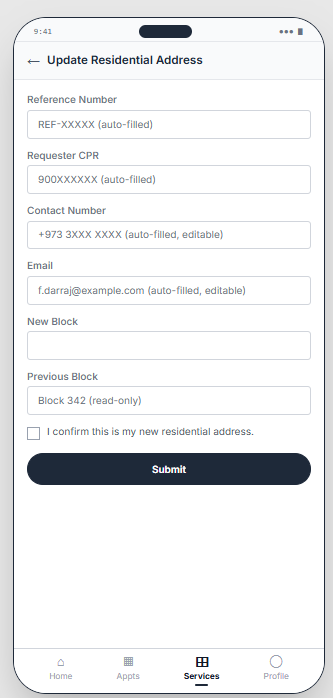 9:41
← Update Residential Address
Reference Number
REF-XXXXX (auto-filled)
Requester CPR
900XXXXXX (auto-filled)
Contact Number
+973 3XXX XXXX (auto-filled, editable)
Email
f.darraj@example.com (auto-filled, editable)
New Block
Previous Block
Block 342 (read-only)
I confirm this is my new residential address.
Submit
Home Appts Services Profile